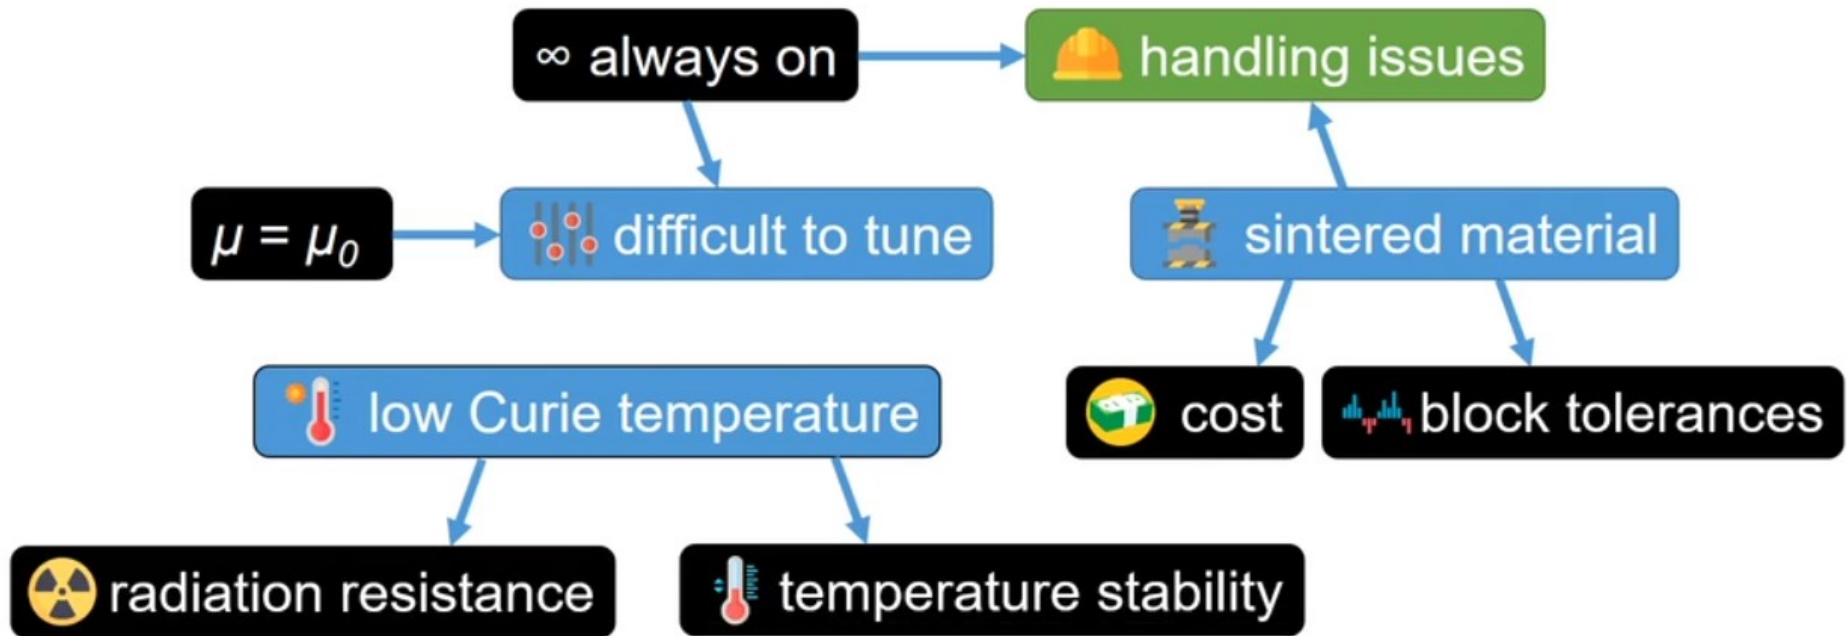 ∞ always on
handling issues
μ = μ₀
difficult to tune
sintered material
low Curie temperature
cost
block tolerances
radiation resistance
temperature stability